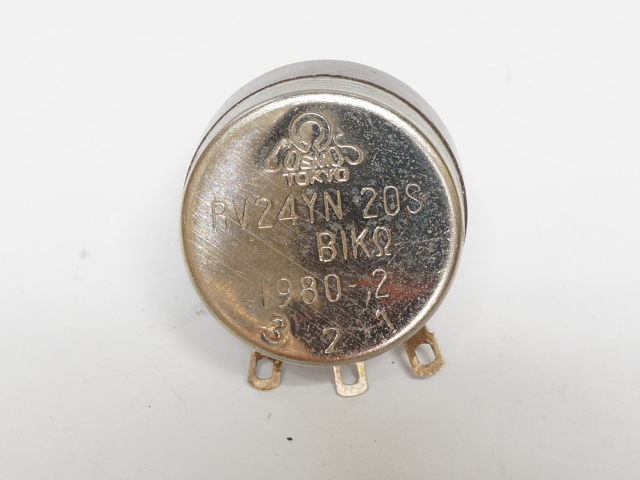 COSMOS
TOKYO
RV24YN 20S
B1KΩ
1980-,2
3 2 1